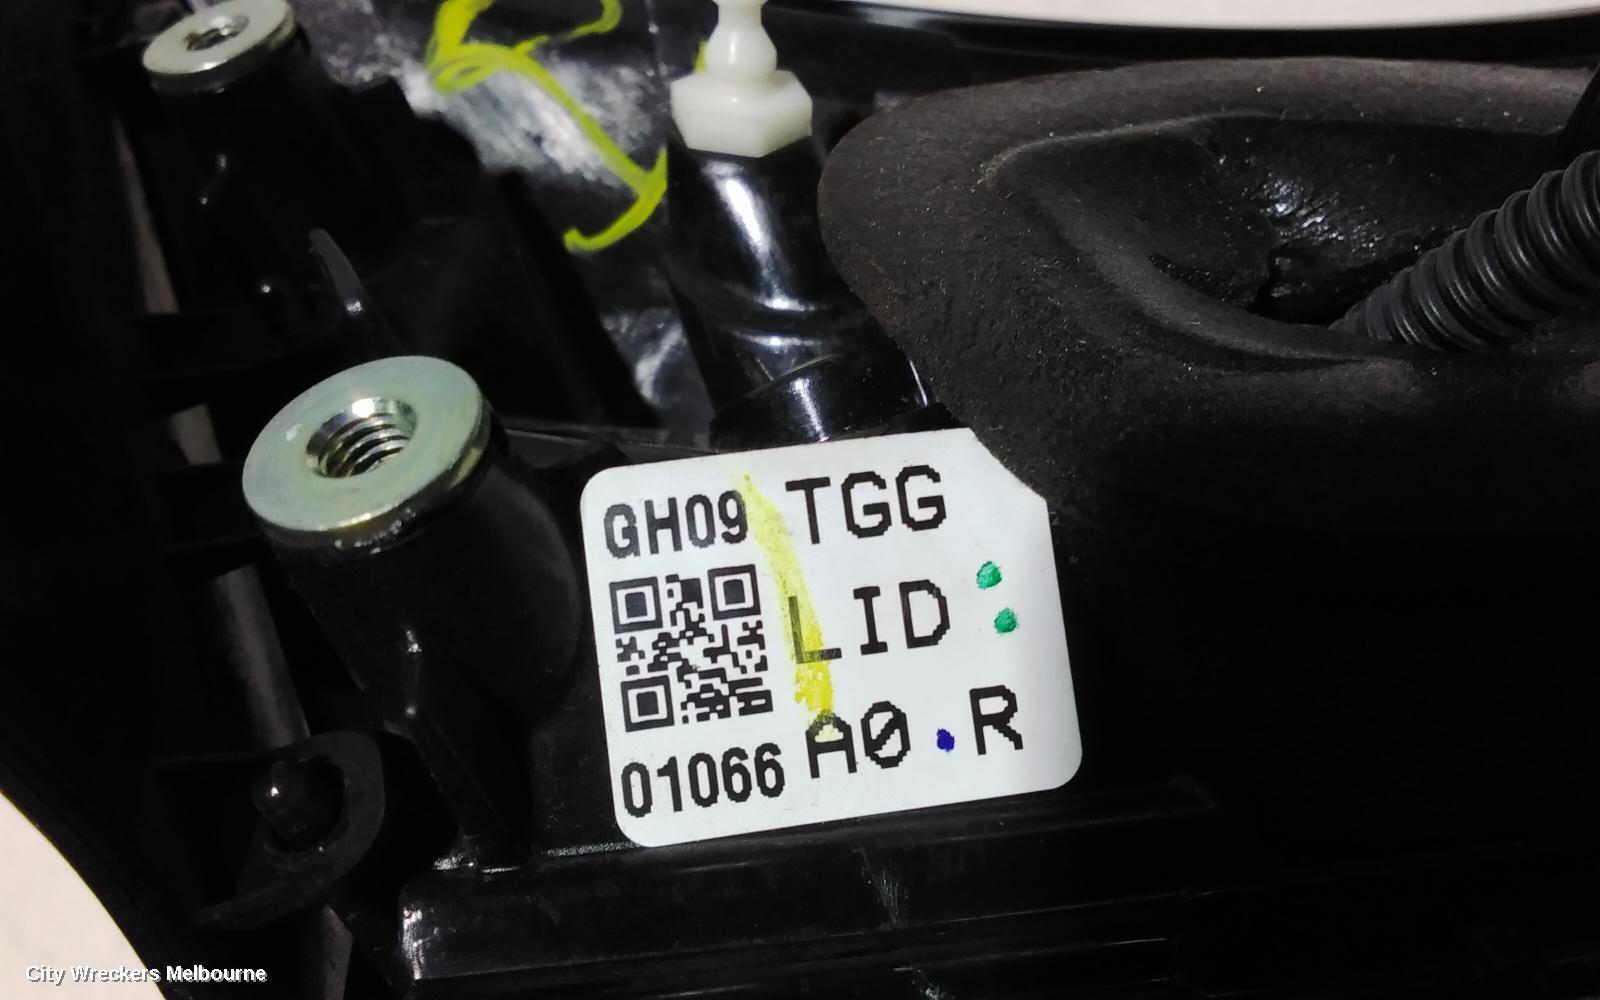 GH09 TGG
LID
01066 A0.R
City Wreckers Melbourne